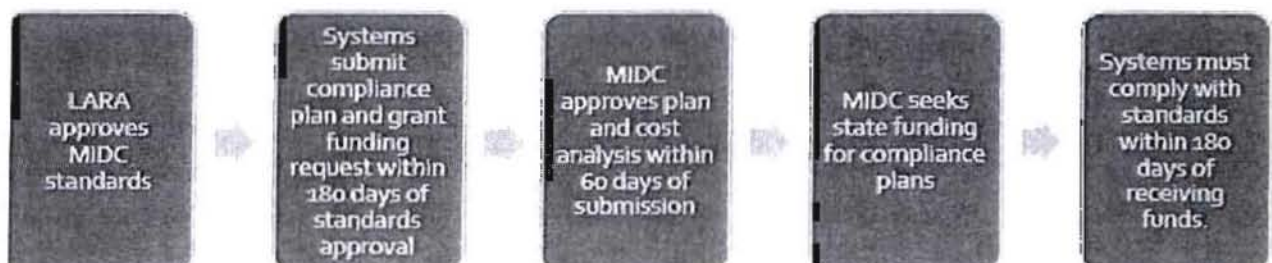 LARA
approves
MIDC
standards
Systems
submit
compliance
plan and grant
funding
request within
180 days of
standards
approval
MIDC
approves plan
and cost
analysis within
60 days of
submission
MIDC seeks
state funding
for compliance
plans
Systems must
comply with
standards
within 180
days of
receiving
funds.